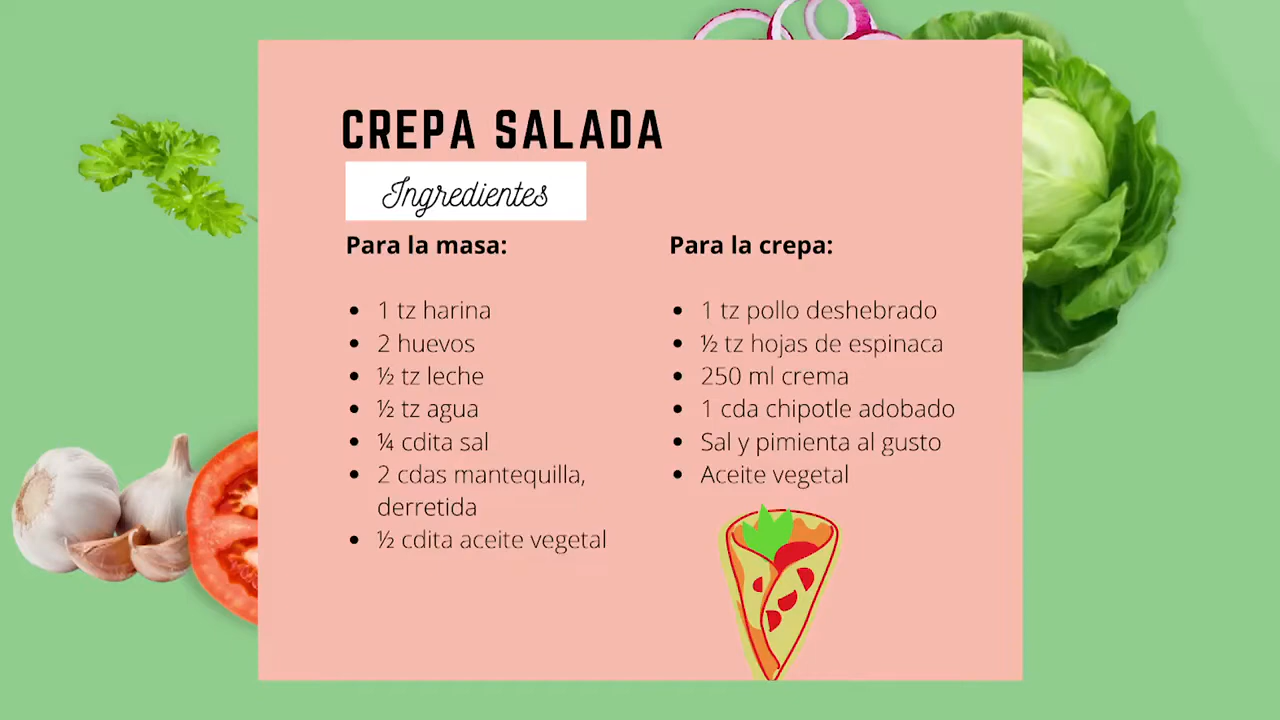 CREPA SALADA
Ingredientes
Para la masa:
• 1 tz harina
• 2 huevos
• ½ tz leche
• ½ tz agua
• ¼ cdita sal
• 2 cdas mantequilla,
derretida
• ½ cdita aceite vegetal
Para la crepa:
• 1 tz pollo deshebrado
• ½ tz hojas de espinaca
• 250 ml crema
• 1 cda chipotle adobado
• Sal y pimienta al gusto
• Aceite vegetal